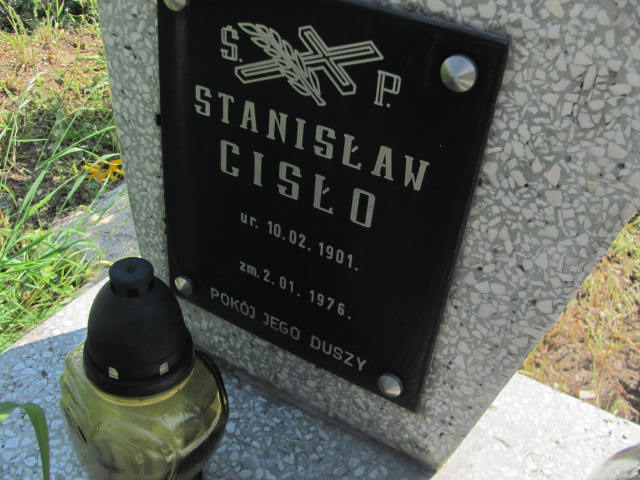 Ś. P.
STANISŁAW
CISŁO
ur. 10.02. 1901.
zm. 2.01. 1976.
POKÓJ JEGO DUSZY